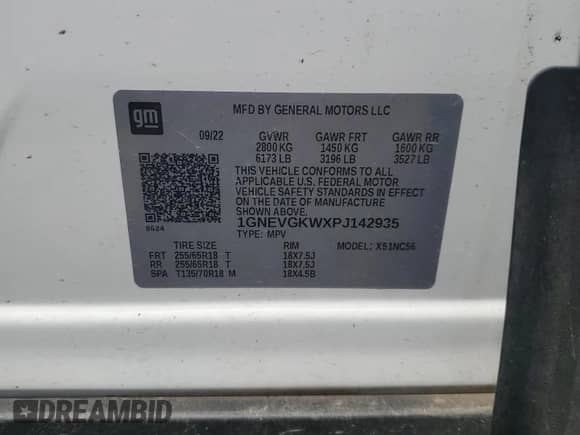 gm
MFD BY GENERAL MOTORS LLC
09/22 GVWR GAWR FRT GAWR RR
2800 KG 1450 KG 1600 KG
6173 LB 3196 LB 3527 LB
THIS VEHICLE CONFORMS TO ALL
APPLICABLE U.S. FEDERAL MOTOR
VEHICLE SAFETY STANDARDS IN EFFECT
ON THE DATE OF MANUFACTURE
SHOWN ABOVE.
1GNEVGKWXPJ142935
TYPE: MPV MODEL: X51NC56
TIRE SIZE RIM
FRT 255/65R18 T 18X7.5J
RR 255/65R18 T 18X7.5J
SPA T135/70R18 M 18X4.5B
DREAMBID